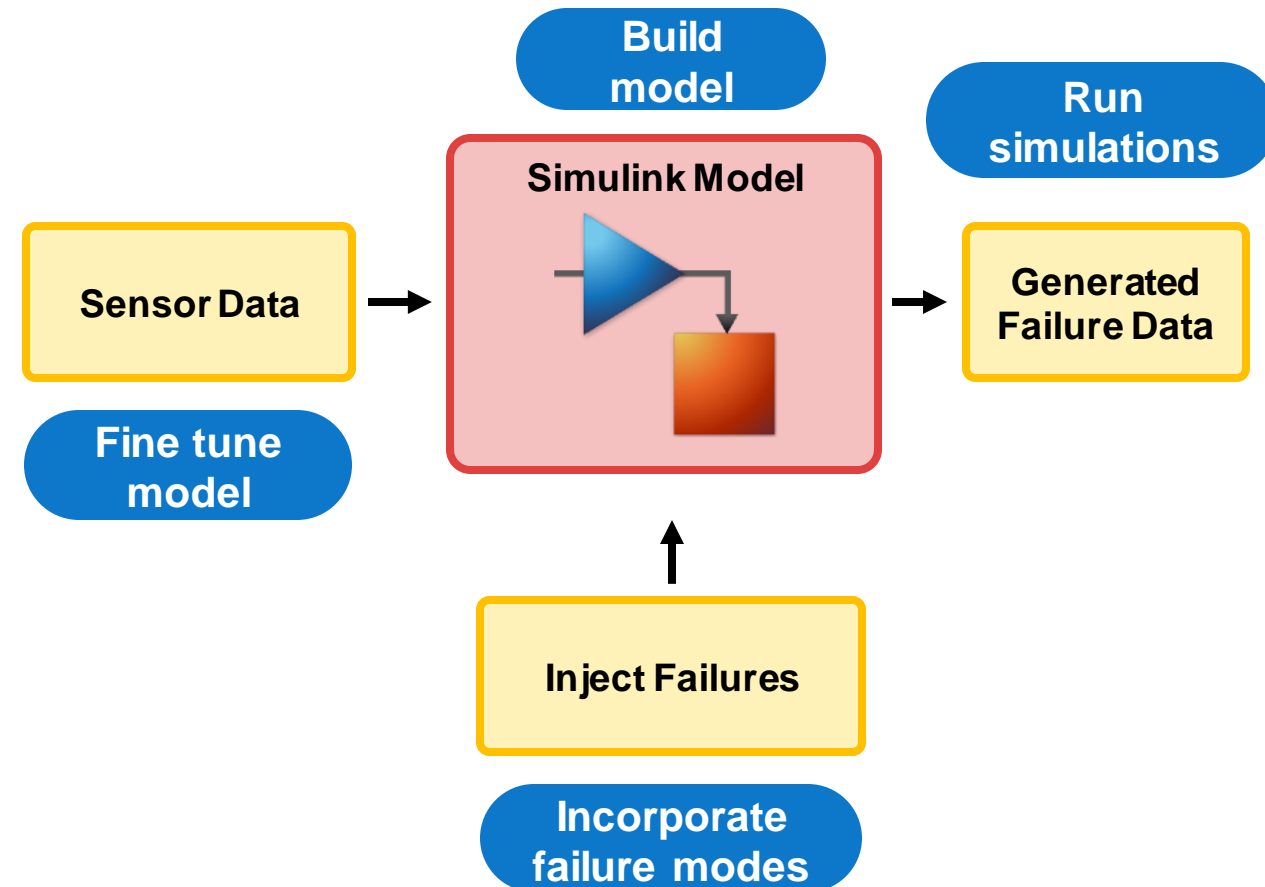 Build
model
Run
simulations
Simulink Model
Sensor Data
Generated
Failure Data
Fine tune
model
Inject Failures
Incorporate
failure modes